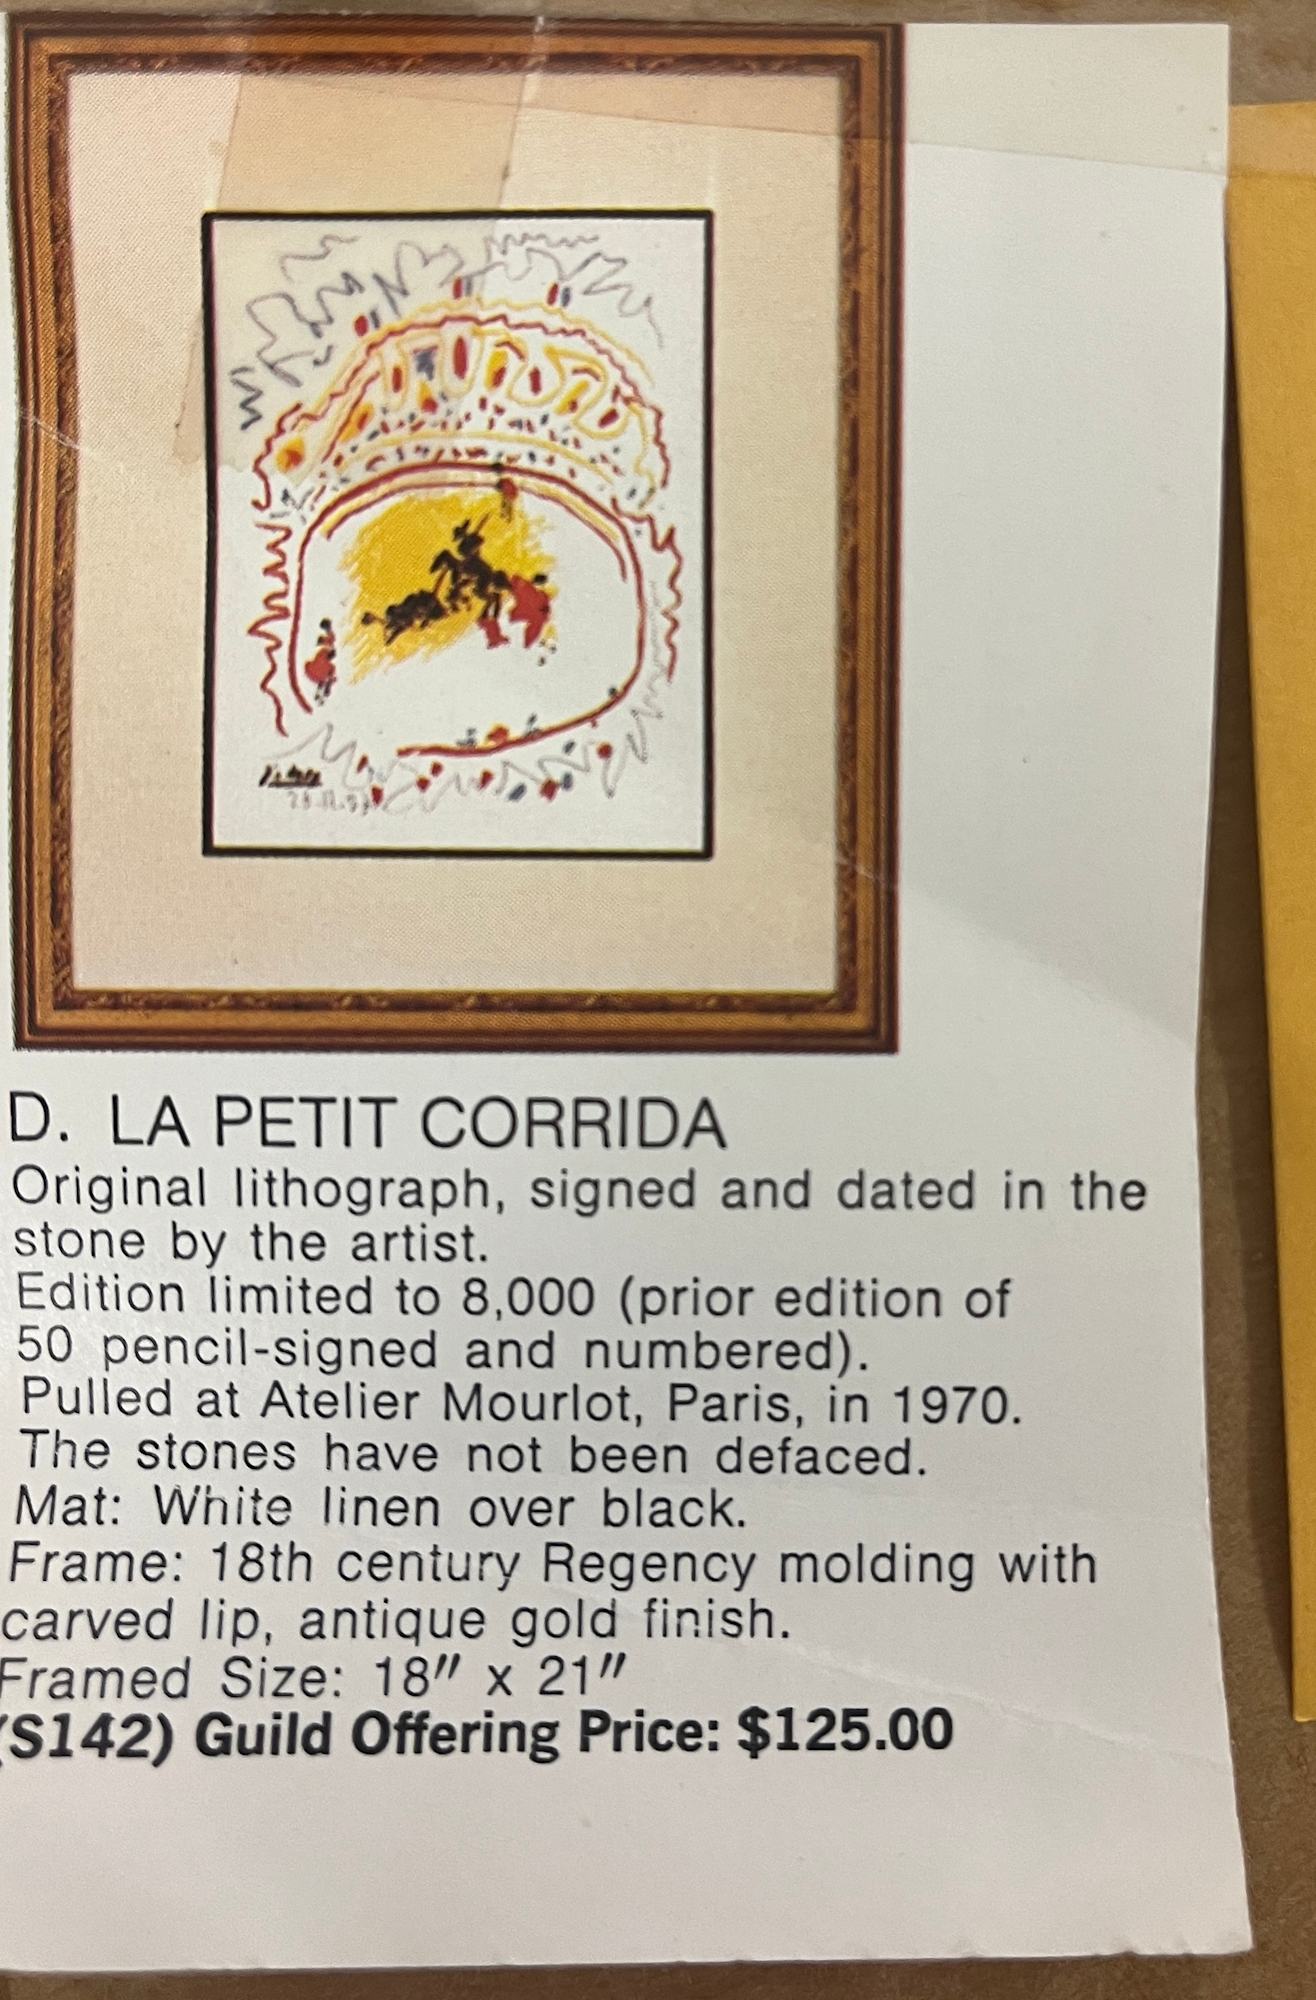 D. LA PETIT CORRIDA
Original lithograph, signed and dated in the
stone by the artist.
Edition limited to 8,000 (prior edition of
50 pencil-signed and numbered).
Pulled at Atelier Mourlot, Paris, in 1970.
The stones have not been defaced.
Mat: White linen over black.
Frame: 18th century Regency molding with
carved lip, antique gold finish.
Framed Size: 18" x 21"
(S142) Guild Offering Price: $125.00